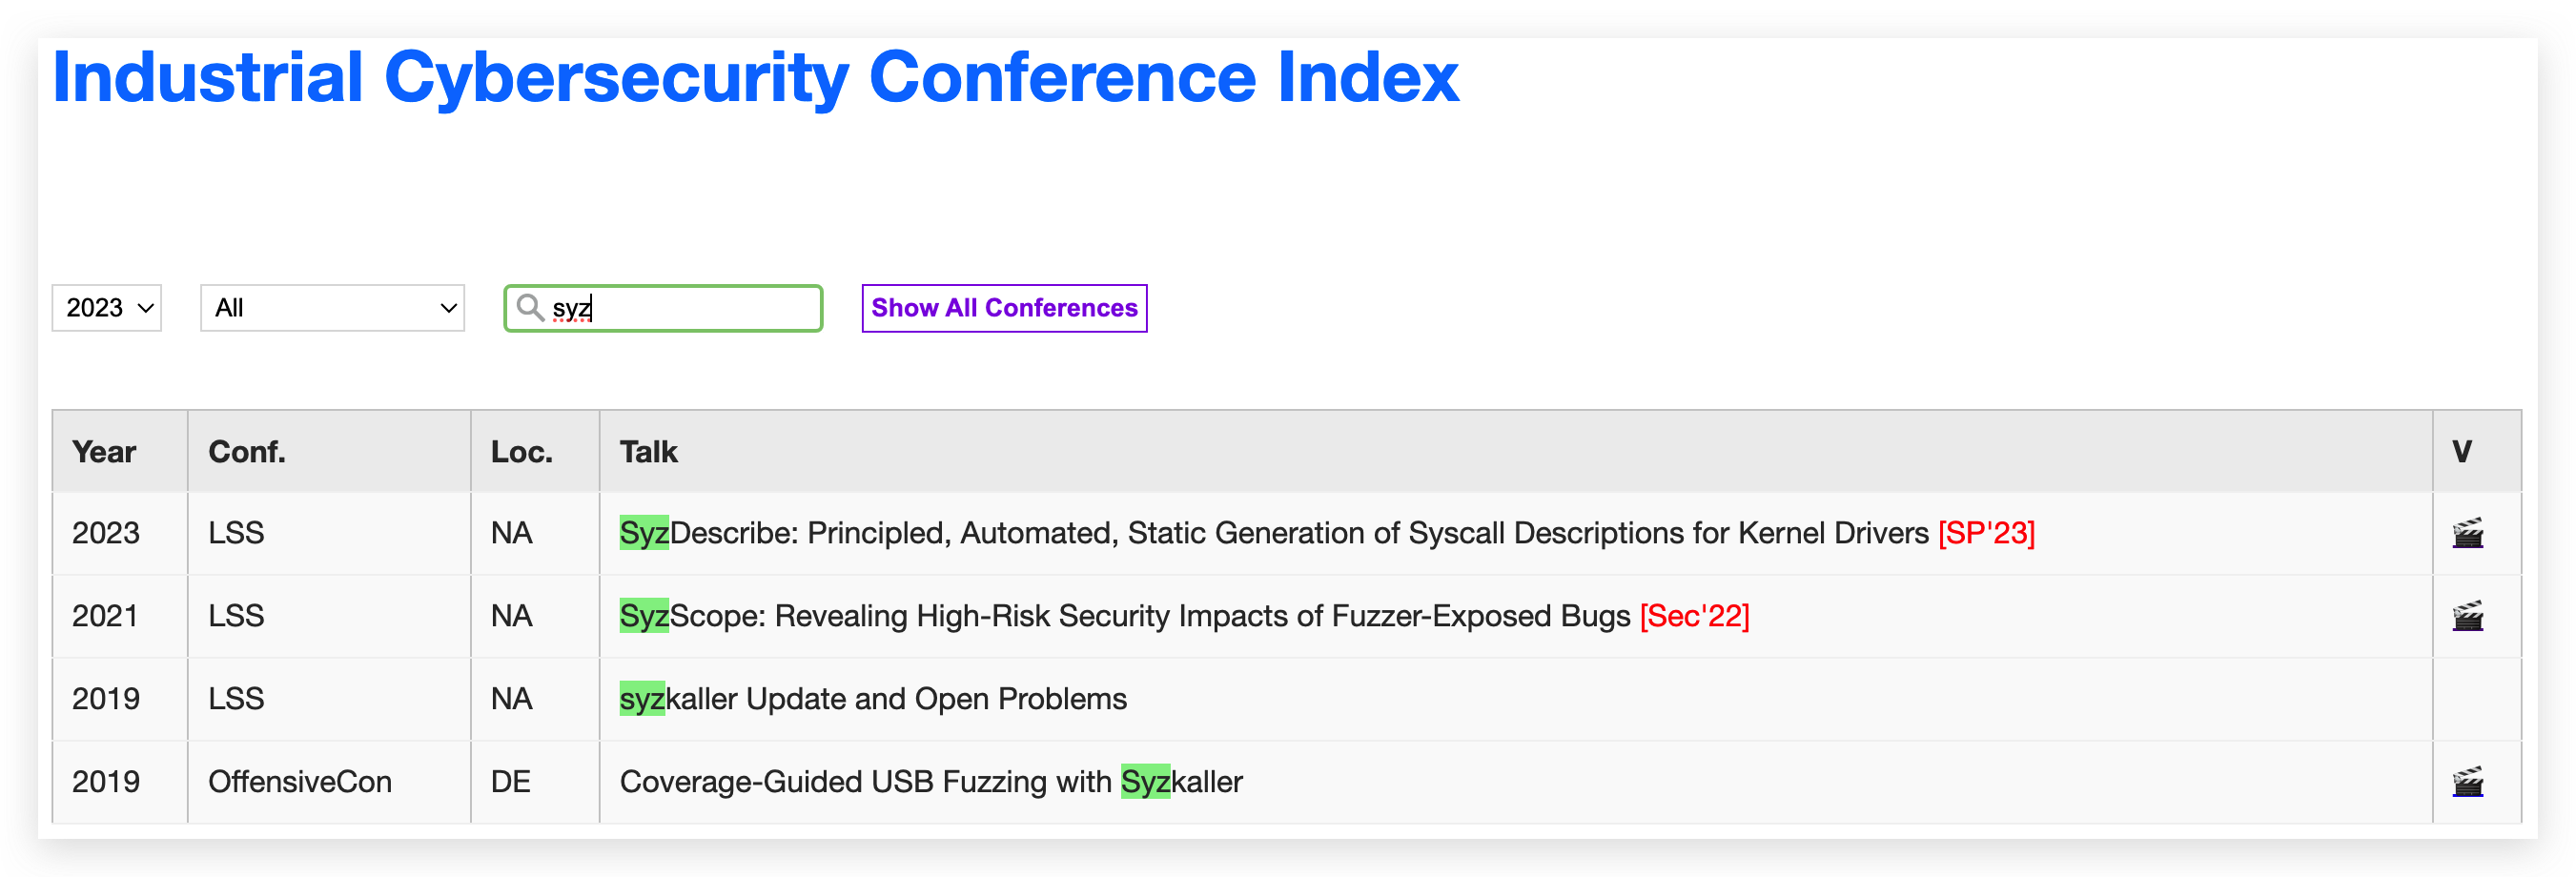 Industrial Cybersecurity Conference Index
2023 All syz Show All Conferences
Year Conf. Loc. Talk V
2023 LSS NA SyzDescribe: Principled, Automated, Static Generation of Syscall Descriptions for Kernel Drivers [SP'23]
2021 LSS NA SyzScope: Revealing High-Risk Security Impacts of Fuzzer-Exposed Bugs [Sec'22]
2019 LSS NA syzkaller Update and Open Problems
2019 OffensiveCon DE Coverage-Guided USB Fuzzing with Syzkaller